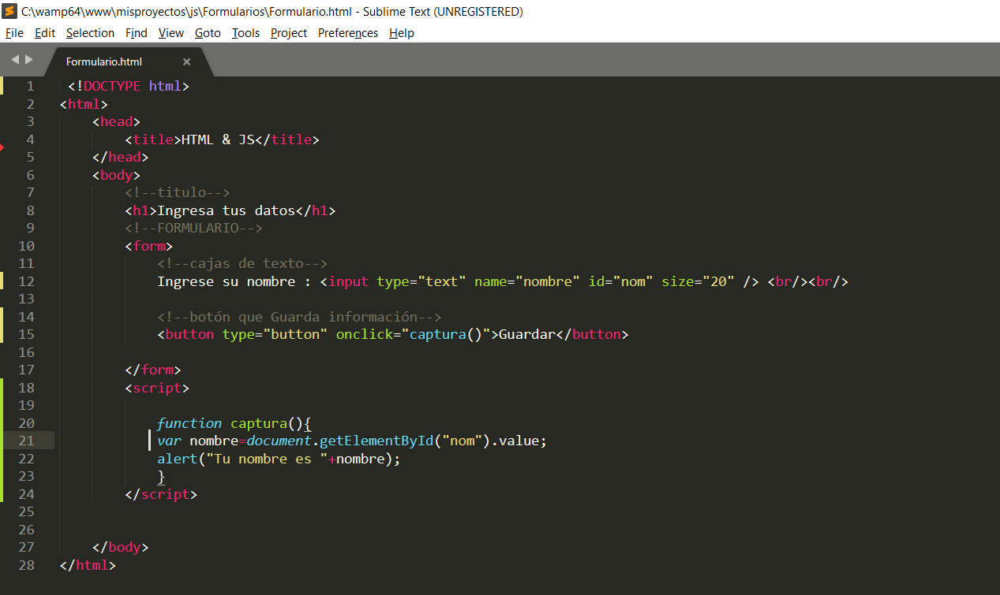 C:\wamp64\www\misproyectos\js\Formularios\Formulario.html - Sublime Text (UNREGISTERED)
File Edit Selection Find View Goto Tools Project Preferences Help
Formulario.html ×
1 <!DOCTYPE html>
2 <html>
3 <head>
4 <title>HTML & JS</title>
5 </head>
6 <body>
7 <!--titulo-->
8 <h1>Ingresa tus datos</h1>
9 <!--FORMULARIO-->
10 <form>
11 <!--cajas de texto-->
12 Ingrese su nombre : <input type="text" name="nombre" id="nom" size="20" /> <br/><br/>
13
14 <!--botón que Guarda información-->
15 <button type="button" onclick="captura()">Guardar</button>
16
17 </form>
18 <script>
19
20 function captura(){
21 var nombre=document.getElementById("nom").value;
22 alert("Tu nombre es "+nombre);
23 }
24 </script>
25
26
27 </body>
28 </html>